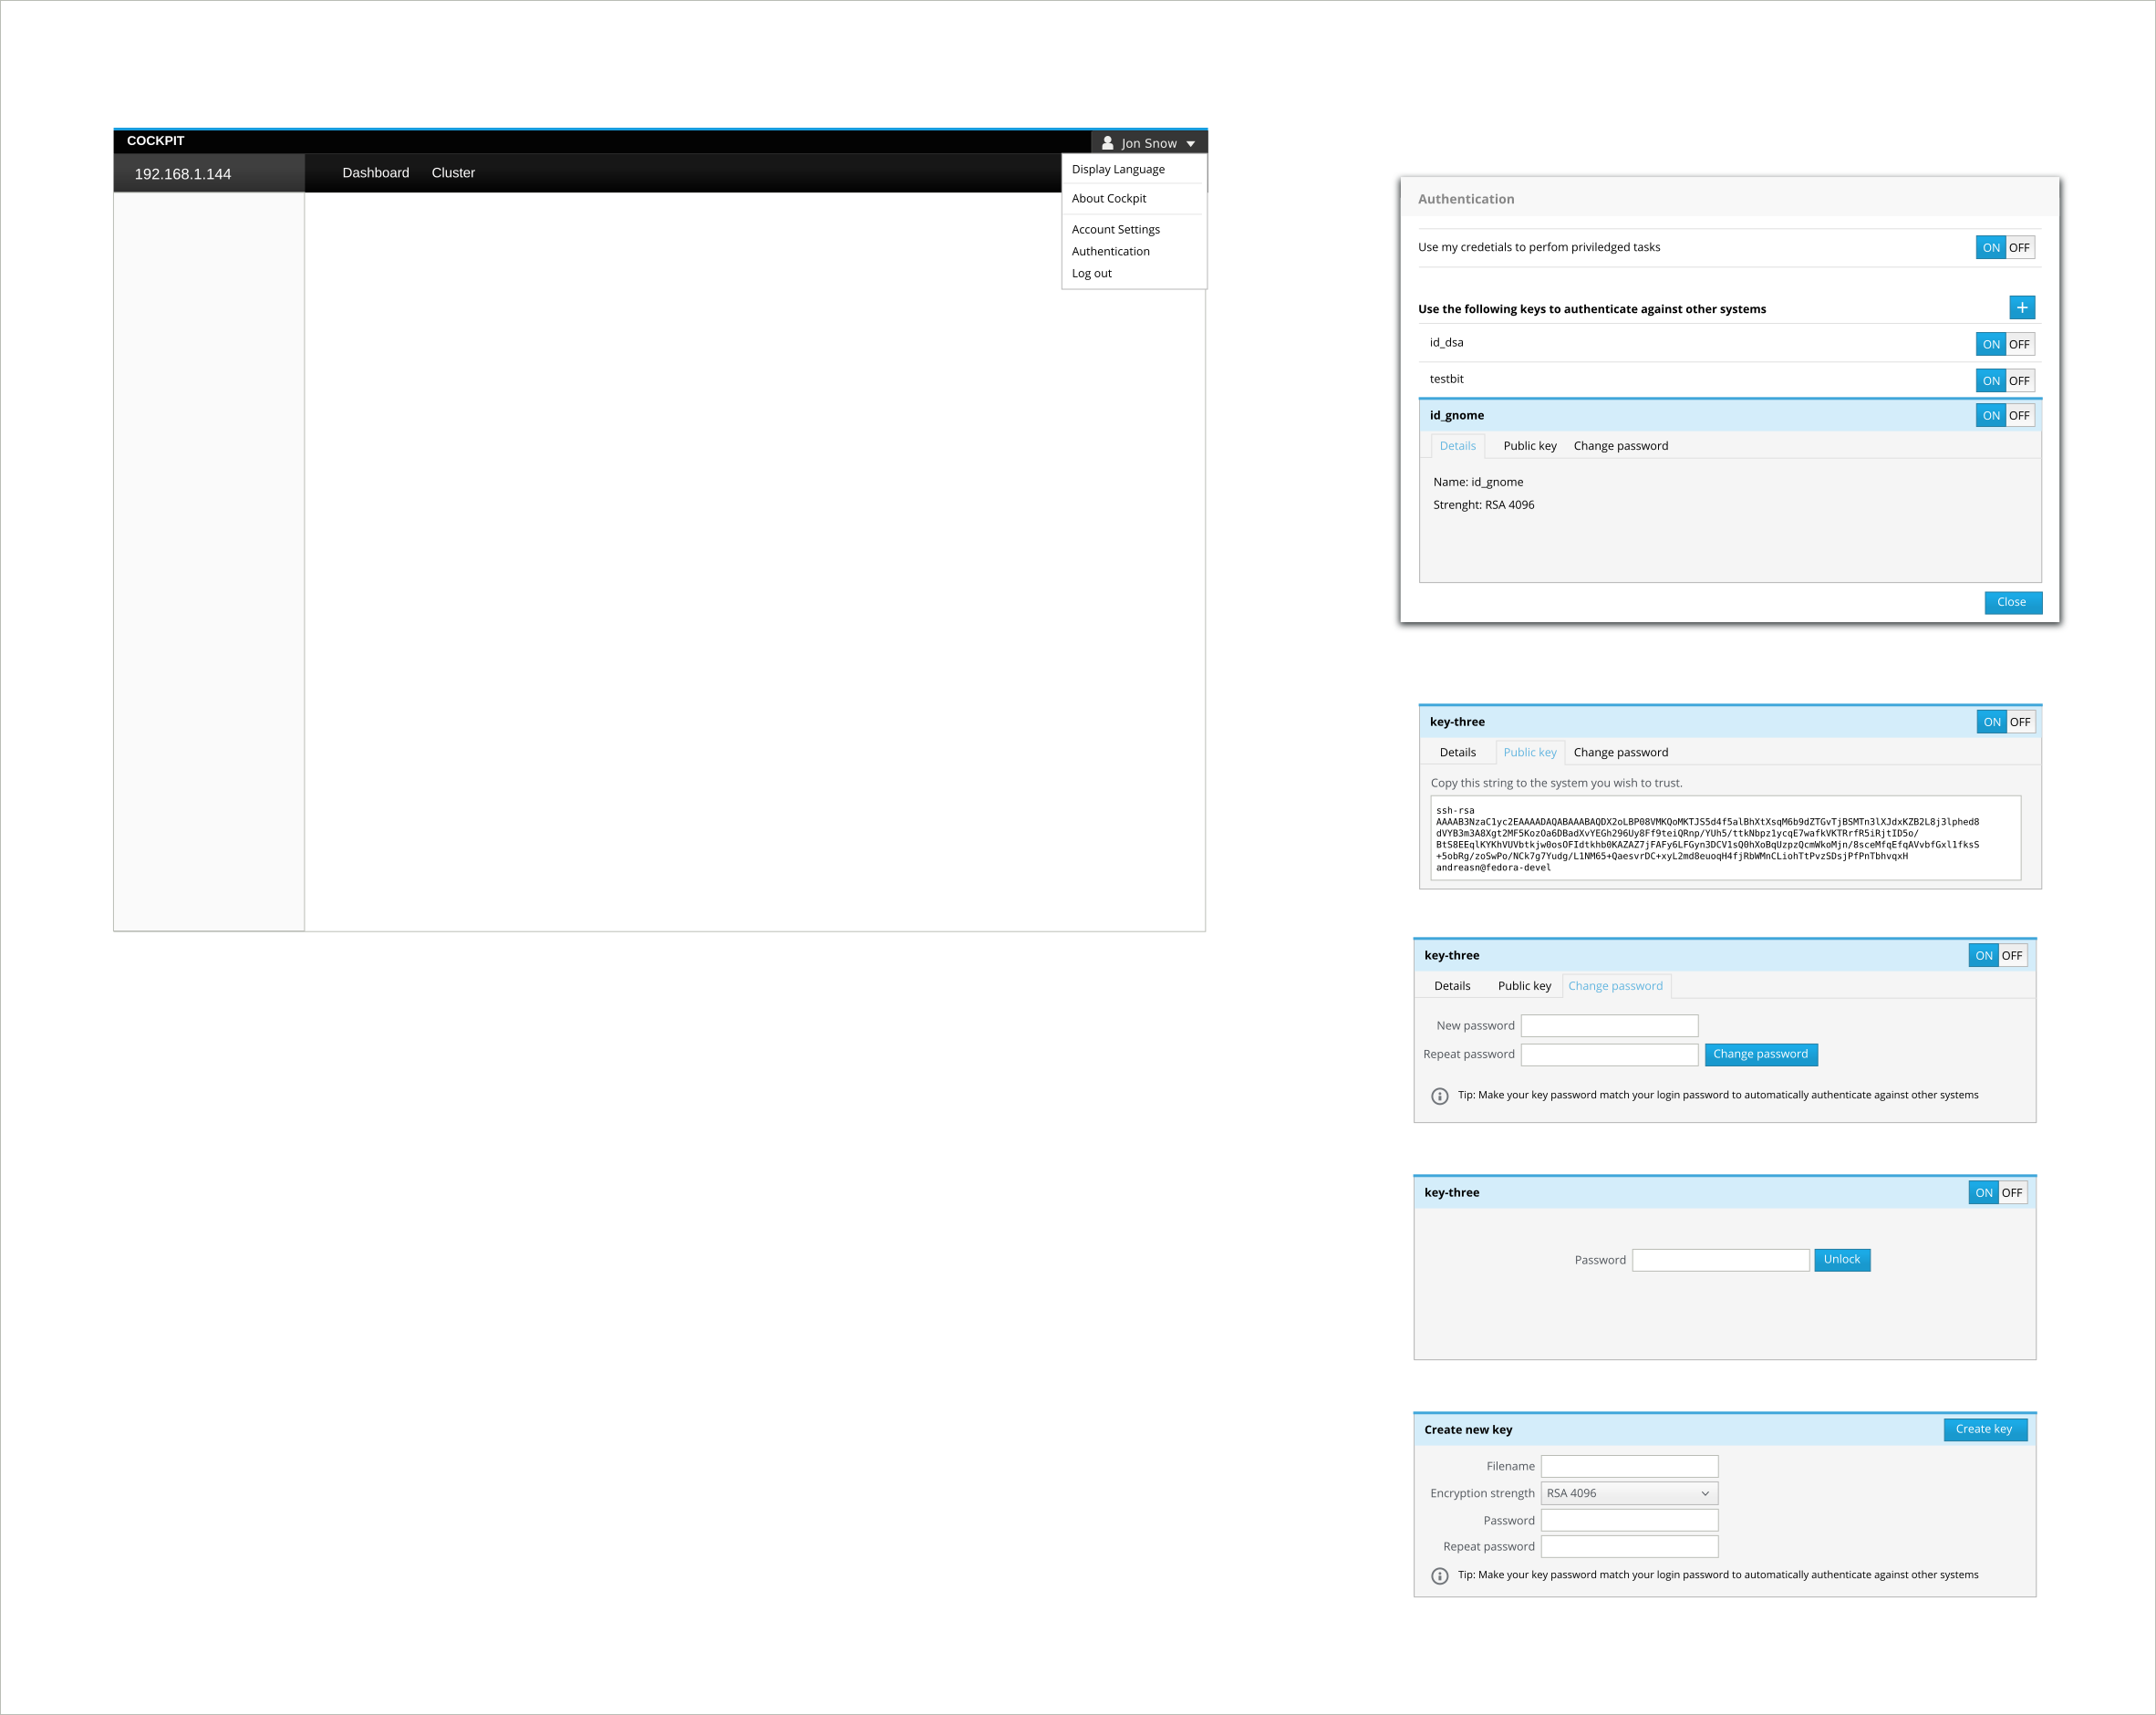 COCKPIT
Jon Snow
192.168.1.144
Dashboard Cluster
Display Language
About Cockpit
Account Settings
Authentication
Log out
Authentication
Use my credetials to perfom priviledged tasks ON OFF
Use the following keys to authenticate against other systems +
id_dsa ON OFF
testbit ON OFF
id_gnome ON OFF
Details Public key Change password
Name: id_gnome
Strenght: RSA 4096
Close
key-three ON OFF
Details Public key Change password
Copy this string to the system you wish to trust.
ssh-rsa
AAAAB3NzaC1yc2EAAAADAQABAAABAQDX2oLBP08VMKQoMKTJS5d4f5alBhXtXsqM6b9dZTGvTjBSMTn3lXJdxKZB2L8j3lphed8
dVYB3m3A8Xgt2MF5KozOa6DBadXvYEGh296Uy8Ff9teiQRnp/YUh5/ttkNbpz1ycqE7wafkVKTRrfR5iRjtID5o/
BtS8EEqlKYKhVUVbtkjw0osOFIdtkhb0KAZAZ7jFAFy6LFGyn3DCV1sQ0hXoBqUzpzQcmWkoMjn/8sceMfqEfqAVvbfGxl1fksS
+5obRg/zoSwPo/NCk7g7Yudg/L1NM65+QaesvrDC+xyL2md8euoqH4fjRbWMnCLiohTtPvzSDsjPfPnTbhvqxH
andreasn@fedora-devel
key-three ON OFF
Details Public key Change password
New password
Repeat password Change password
Tip: Make your key password match your login password to automatically authenticate against other systems
key-three ON OFF
Password Unlock
Create new key Create key
Filename
Encryption strength RSA 4096
Password
Repeat password
Tip: Make your key password match your login password to automatically authenticate against other systems